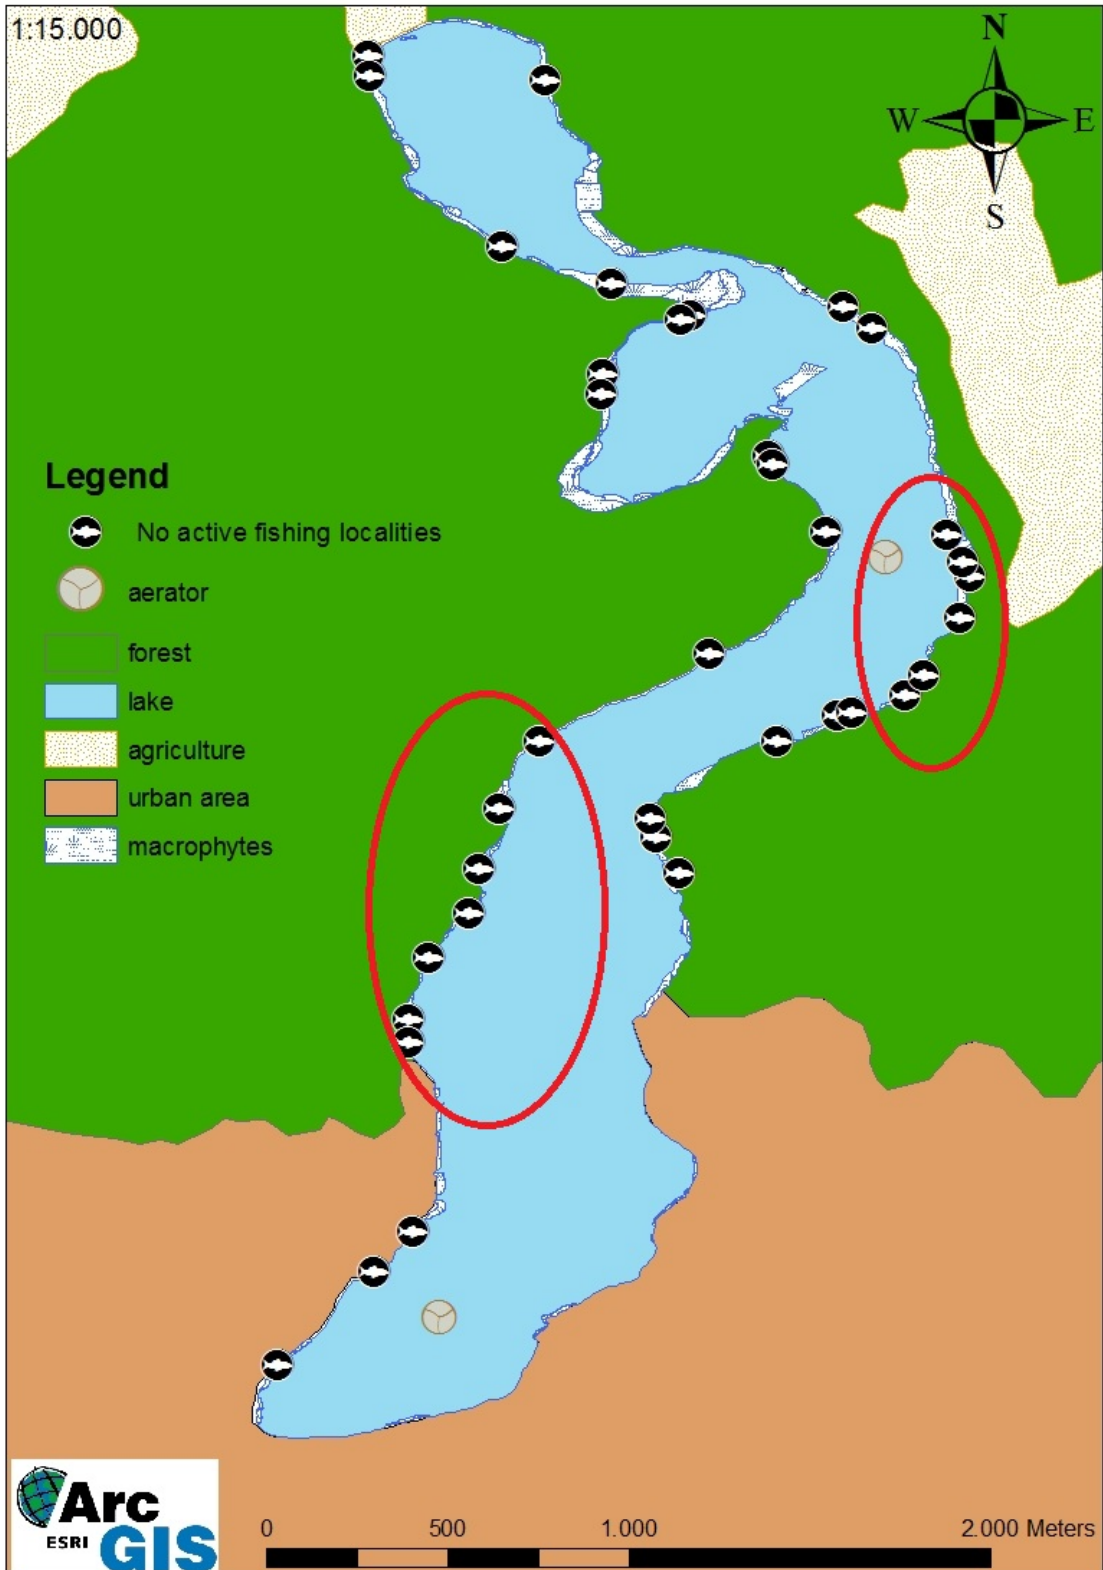 1:15.000
N
W E
S
Legend
No active fishing localities
aerator
forest
lake
agriculture
urban area
macrophytes
Arc
ESRI GIS
0 500 1.000 2.000 Meters